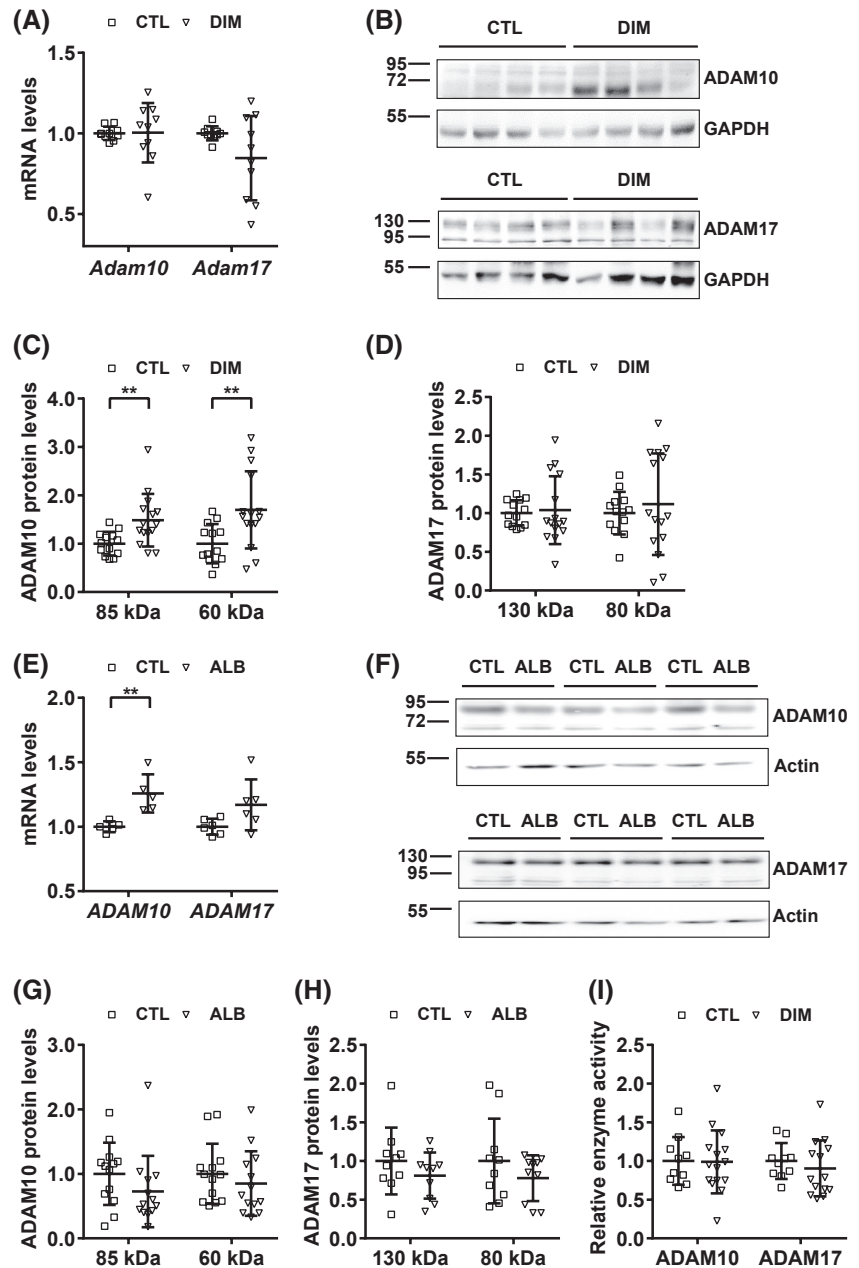 (A)
□ CTL ▿ DIM
mRNA levels
1.5
1.0
0.5
Adam10 Adam17
(B)
CTL DIM
95
72
55
ADAM10
GAPDH
CTL DIM
130
95
55
ADAM17
GAPDH
(C)
□ CTL ▿ DIM
ADAM10 protein levels
4.0
3.0
2.0
1.0
0.0
** **
85 kDa 60 kDa
(D)
□ CTL ▿ DIM
ADAM17 protein levels
2.5
2.0
1.5
1.0
0.5
0.0
130 kDa 80 kDa
(E)
□ CTL ▿ ALB
mRNA levels
2.0
1.5
1.0
0.5
**
ADAM10 ADAM17
(F)
CTL ALB CTL ALB CTL ALB
95
72
55
ADAM10
Actin
CTL ALB CTL ALB CTL ALB
130
95
55
ADAM17
Actin
(G)
□ CTL ▿ ALB
ADAM10 protein levels
3.0
2.0
1.0
0.0
85 kDa 60 kDa
(H)
□ CTL ▿ ALB
ADAM17 protein levels
2.5
2.0
1.5
1.0
0.5
0.0
130 kDa 80 kDa
(I)
□ CTL ▿ DIM
Relative enzyme activity
2.5
2.0
1.5
1.0
0.5
0.0
ADAM10 ADAM17